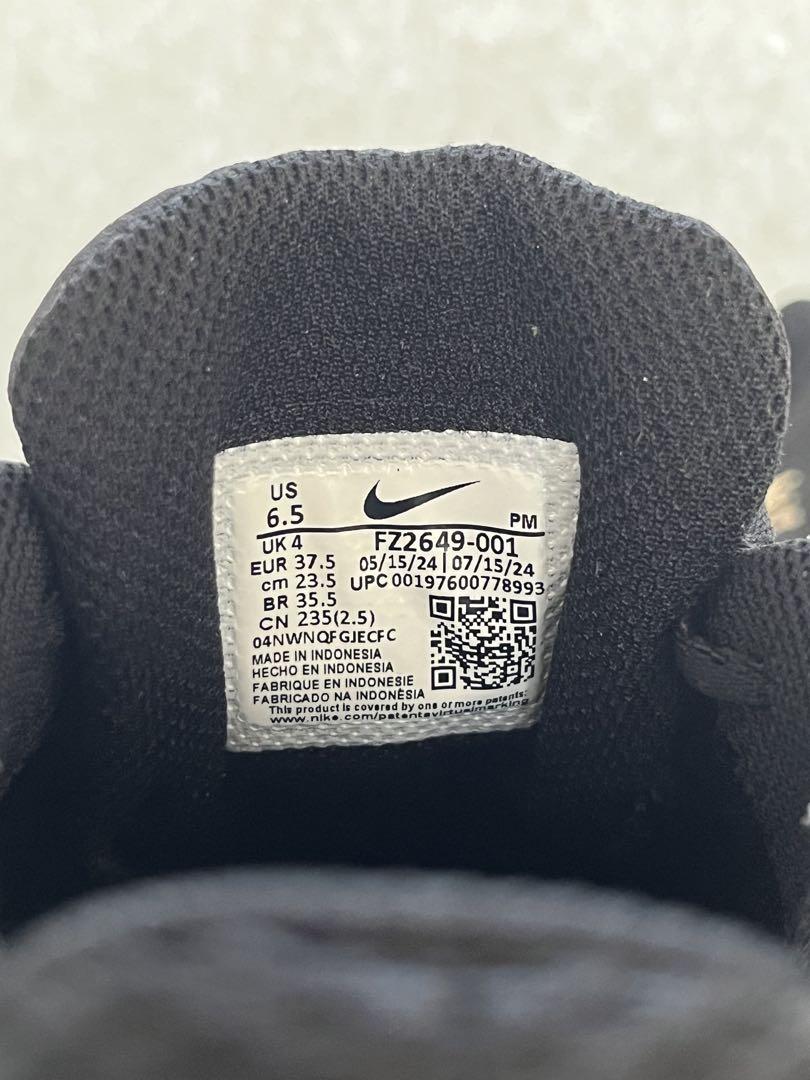 US
6.5 PM
UK 4 FZ2649-001
EUR 37.5 05/15/24 | 07/15/24
cm 23.5 UPC 00197600778993
BR 35.5
CN 235(2.5)
04NWNQFGJECFC
MADE IN INDONESIA
HECHO EN INDONESIA
FABRIQUE EN INDONESIE
FABRICADO NA INDONÈSIA
This product is covered by one or more patents:
www.nike.com/patentsvirtualmarking